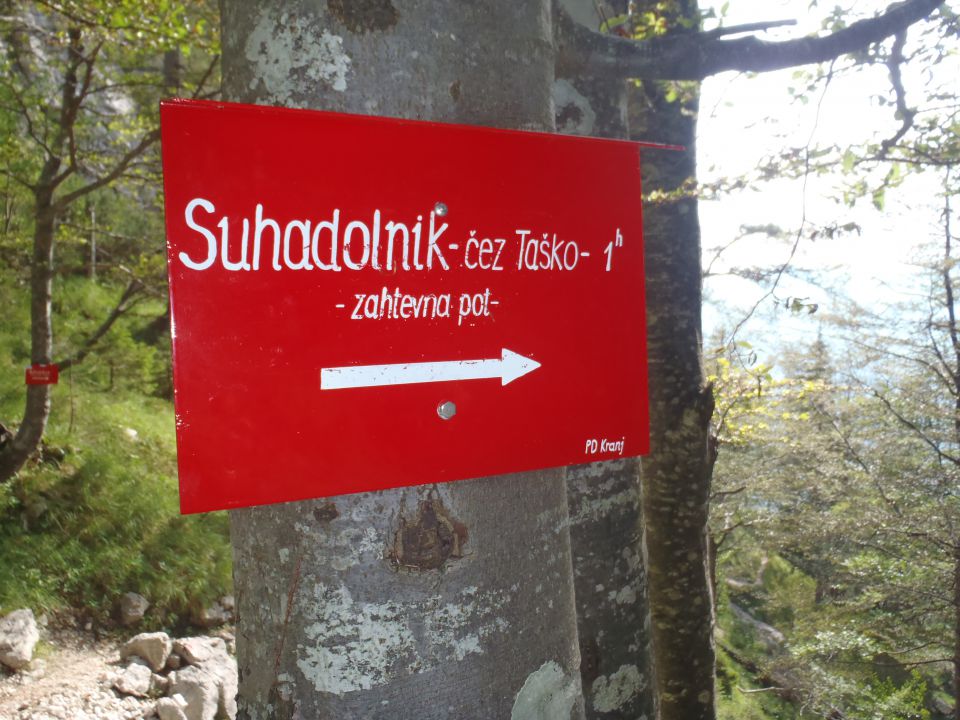 Suhadolnik - čez Taško - 1h
- zahtevna pot -
PD Kranj